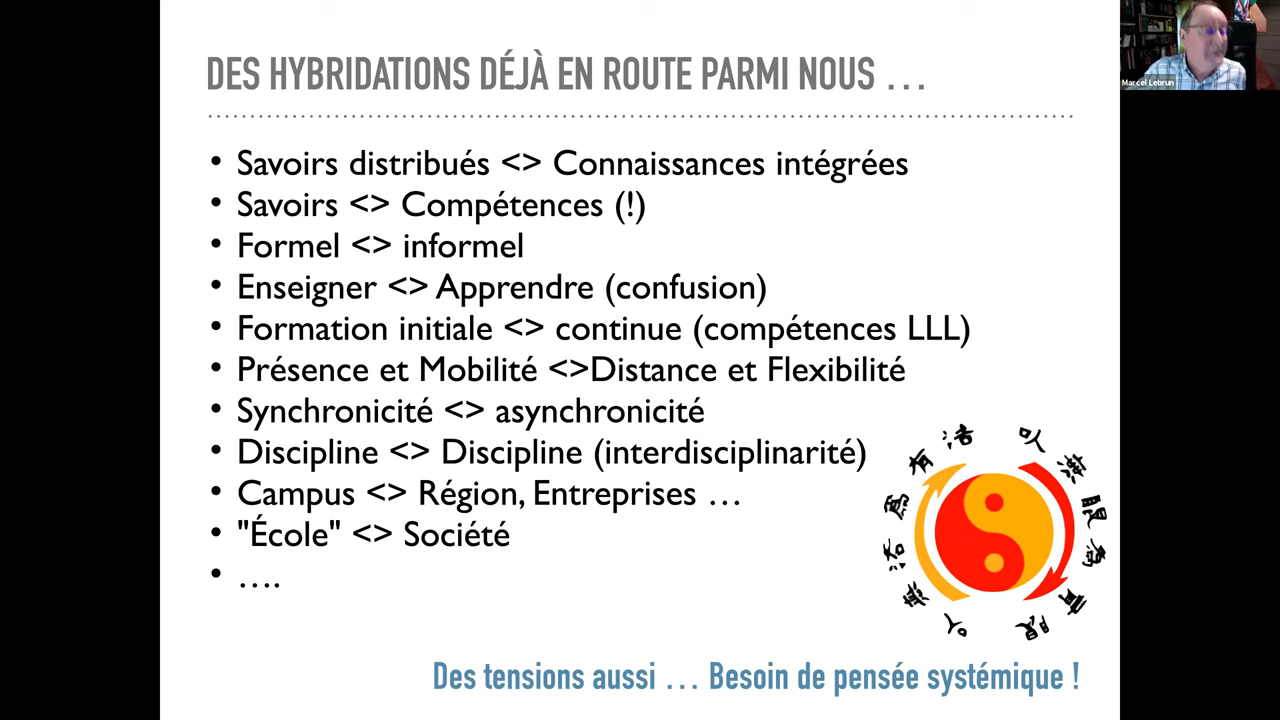 DES HYBRIDATIONS DÉJÀ EN ROUTE PARMI NOUS …
Marcel Lebrun
• Savoirs distribués <> Connaissances intégrées
• Savoirs <> Compétences (!)
• Formel <> informel
• Enseigner <> Apprendre (confusion)
• Formation initiale <> continue (compétences LLL)
• Présence et Mobilité <>Distance et Flexibilité
• Synchronicité <> asynchronicité
• Discipline <> Discipline (interdisciplinarité)
• Campus <> Région, Entreprises …
• "École" <> Société
• ….
Des tensions aussi … Besoin de pensée systémique !